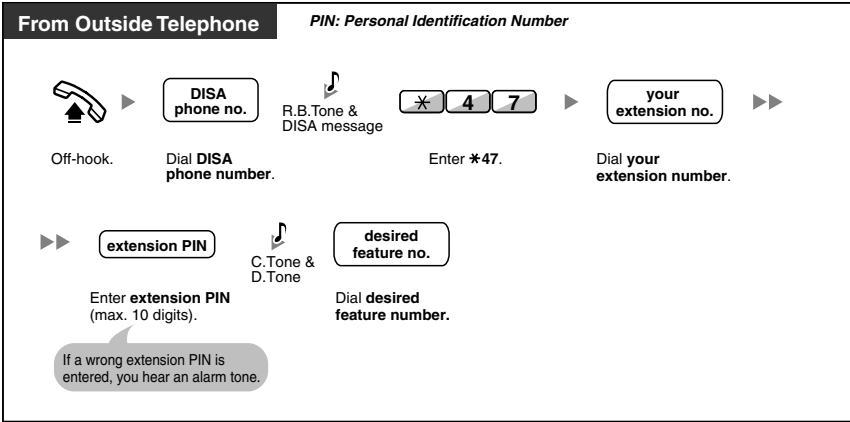 From Outside Telephone
PIN: Personal Identification Number
DISA
phone no.
R.B.Tone &
DISA message
* 4 7
your
extension no.
Off-hook.
Dial DISA
phone number.
Enter *47.
Dial your
extension number.
extension PIN
C.Tone &
D.Tone
desired
feature no.
Enter extension PIN
(max. 10 digits).
Dial desired
feature number.
If a wrong extension PIN is
entered, you hear an alarm tone.